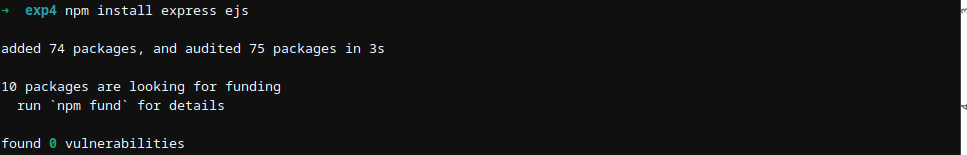 → exp4 npm install express ejs
added 74 packages, and audited 75 packages in 3s
10 packages are looking for funding
run `npm fund` for details
found 0 vulnerabilities